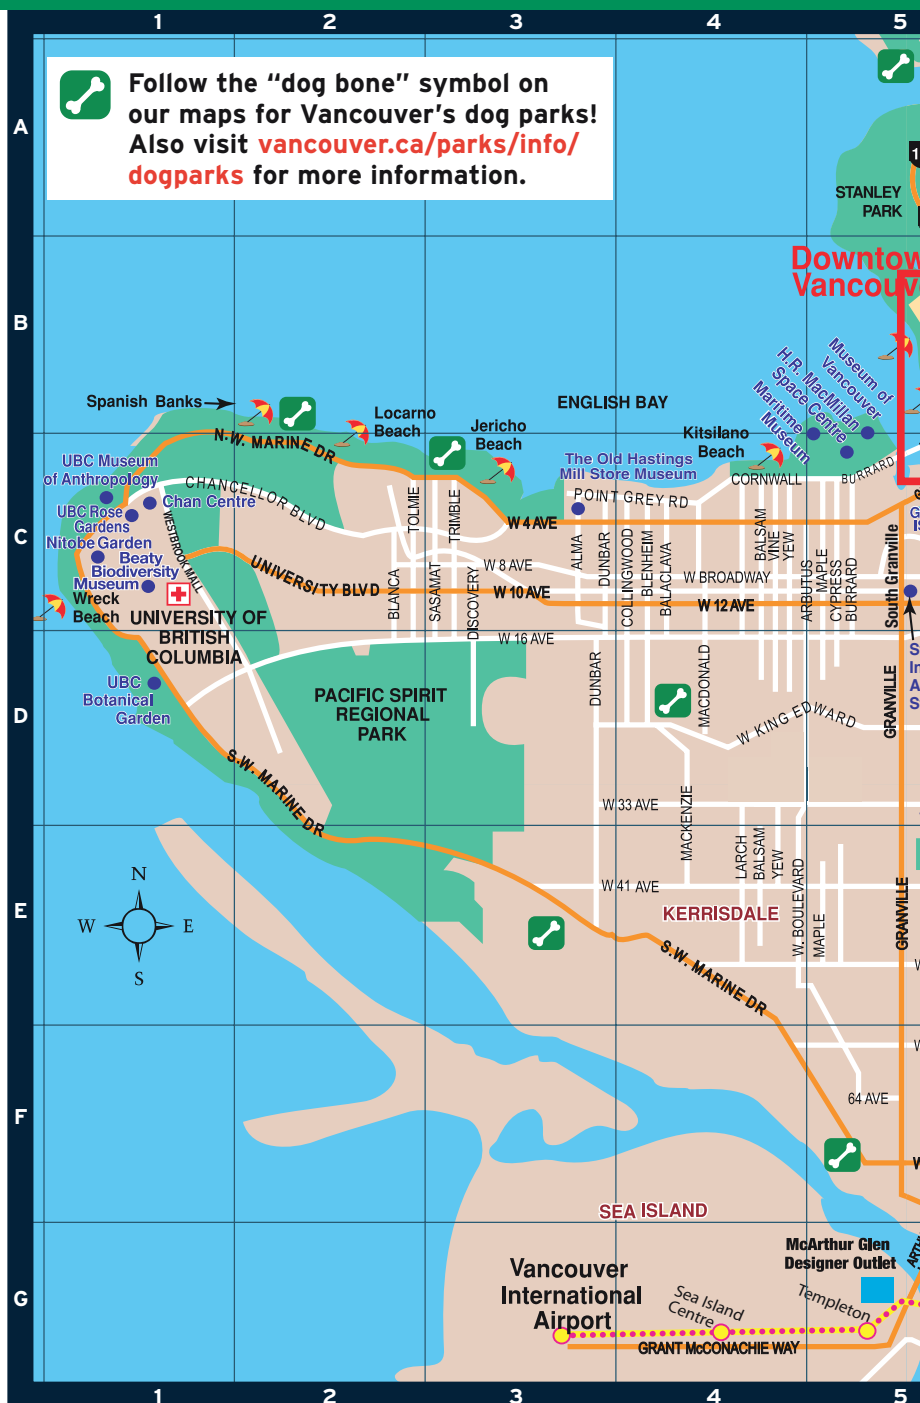 1 2 3 4 5
A
B
C
D
E
F
G
Follow the “dog bone” symbol on
our maps for Vancouver’s dog parks!
Also visit vancouver.ca/parks/info/
dogparks for more information.
1
STANLEY
PARK
Downtow
Vancouv
Museum of
Vancouver
H.R. MacMillan
Space Centre
Maritime
Museum
Spanish Banks
Locarno
Beach
Jericho
Beach
ENGLISH BAY
Kitsilano
Beach
The Old Hastings
Mill Store Museum
N.W. MARINE DR
UBC Museum
of Anthropology
Chan Centre
UBC Rose
Gardens
Nitobe Garden
Beaty
Biodiversity
Museum
Wreck
Beach
UNIVERSITY OF
BRITISH
COLUMBIA
UBC
Botanical
Garden
CHANCELLOR BLVD
WESTBROOK MALL
UNIVERSITY BLVD
TOLMIE
TRIMBLE
BLANCA
SASAMAT
DISCOVERY
POINT GREY RD
CORNWALL
BURRARD
W 4 AVE
W 8 AVE
W 10 AVE
W BROADWAY
W 12 AVE
W 16 AVE
ALMA
DUNBAR
COLLINGWOOD
BLENHEIM
BALACLAVA
BALSAM
VINE
YEW
ARBUTUS
MAPLE
CYPRESS
BURRARD
South Granville
G
IS
S
In
A
S
DUNBAR
MACDONALD
GRANVILLE
PACIFIC SPIRIT
REGIONAL
PARK
W KING EDWARD
S.W. MARINE DR
W 33 AVE
MACKENZIE
LARCH
BALSAM
YEW
W. BOULEVARD
MAPLE
GRANVILLE
W 41 AVE
KERRISDALE
S.W. MARINE DR
N
W E
S
W
W
64 AVE
W
SEA ISLAND
McArthur Glen
Designer Outlet
ARTHU
Vancouver
International
Airport
Sea Island
Centre
Templeton
GRANT McCONACHIE WAY
1 2 3 4 5